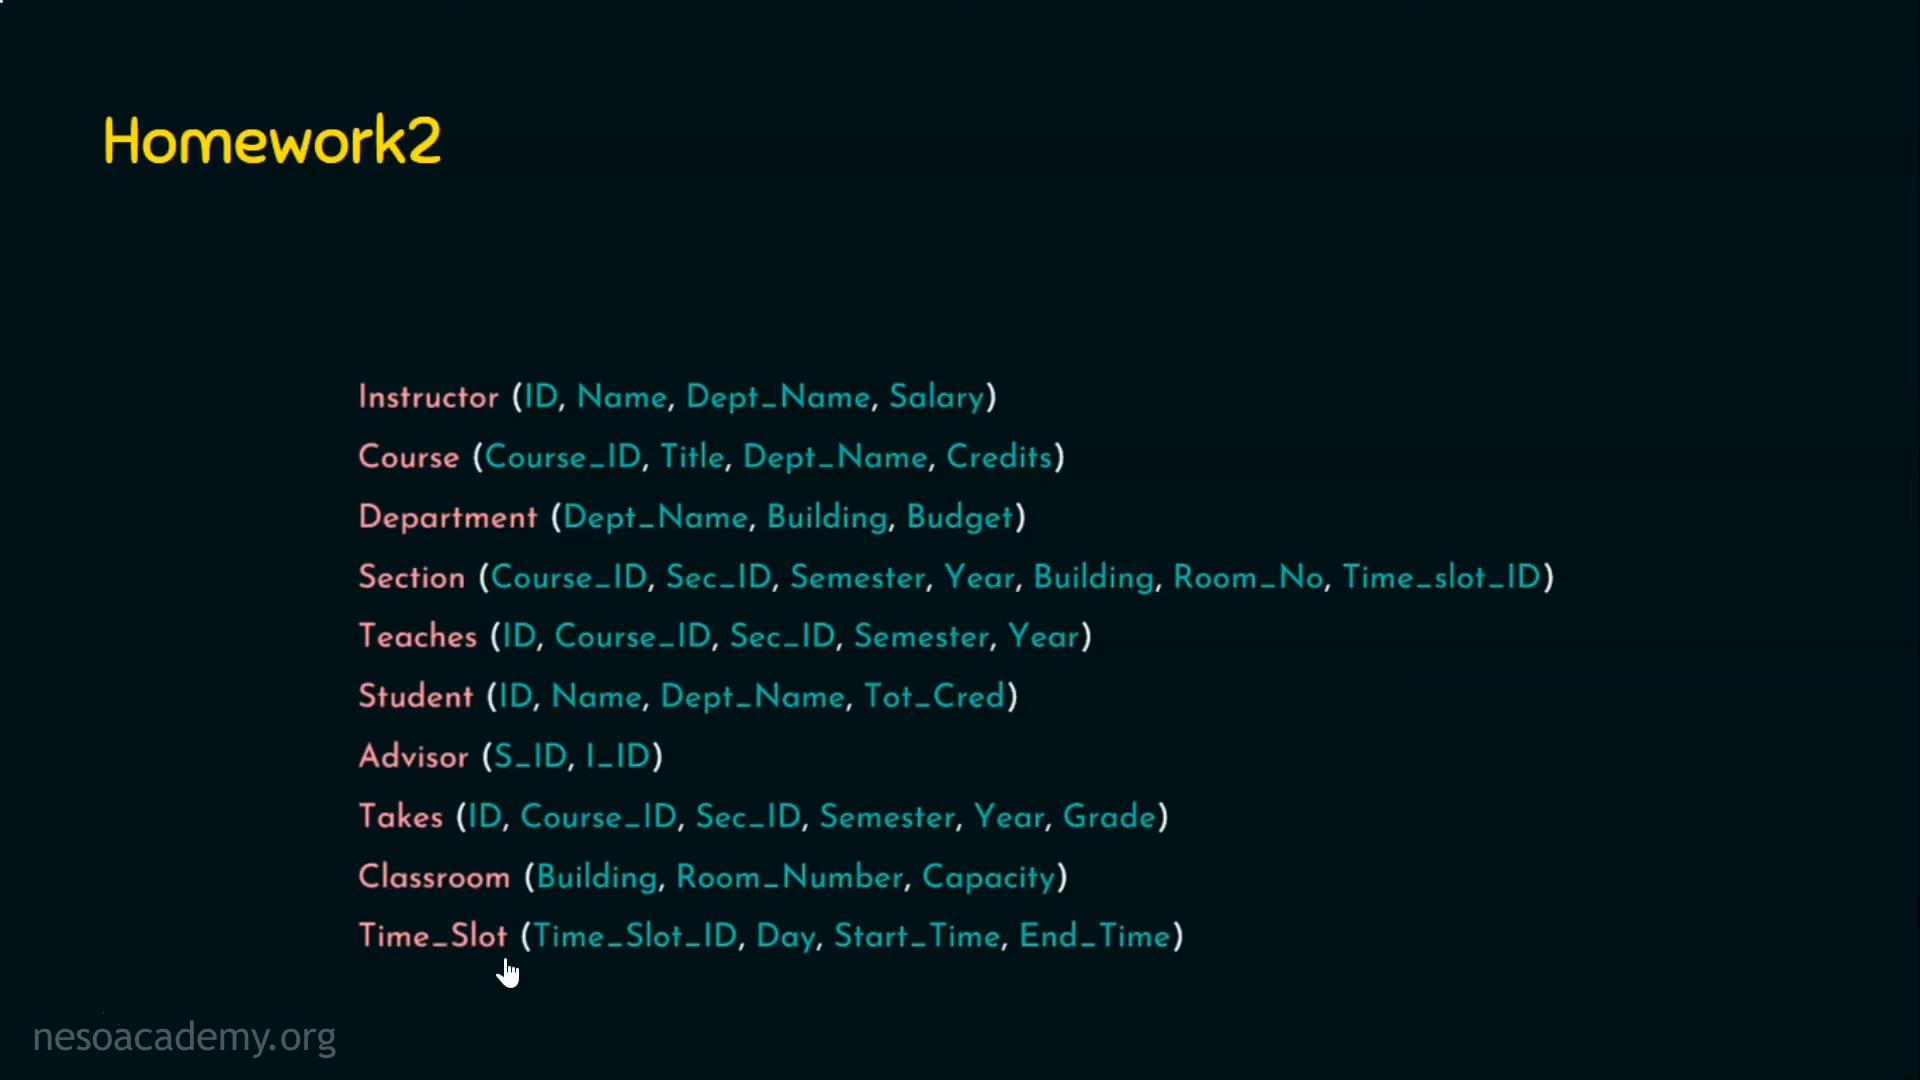 Homework2
Instructor (ID, Name, Dept_Name, Salary)
Course (Course_ID, Title, Dept_Name, Credits)
Department (Dept_Name, Building, Budget)
Section (Course_ID, Sec_ID, Semester, Year, Building, Room_No, Time_slot_ID)
Teaches (ID, Course_ID, Sec_ID, Semester, Year)
Student (ID, Name, Dept_Name, Tot_Cred)
Advisor (S_ID, I_ID)
Takes (ID, Course_ID, Sec_ID, Semester, Year, Grade)
Classroom (Building, Room_Number, Capacity)
Time_Slot (Time_Slot_ID, Day, Start_Time, End_Time)
nesoacademy.org